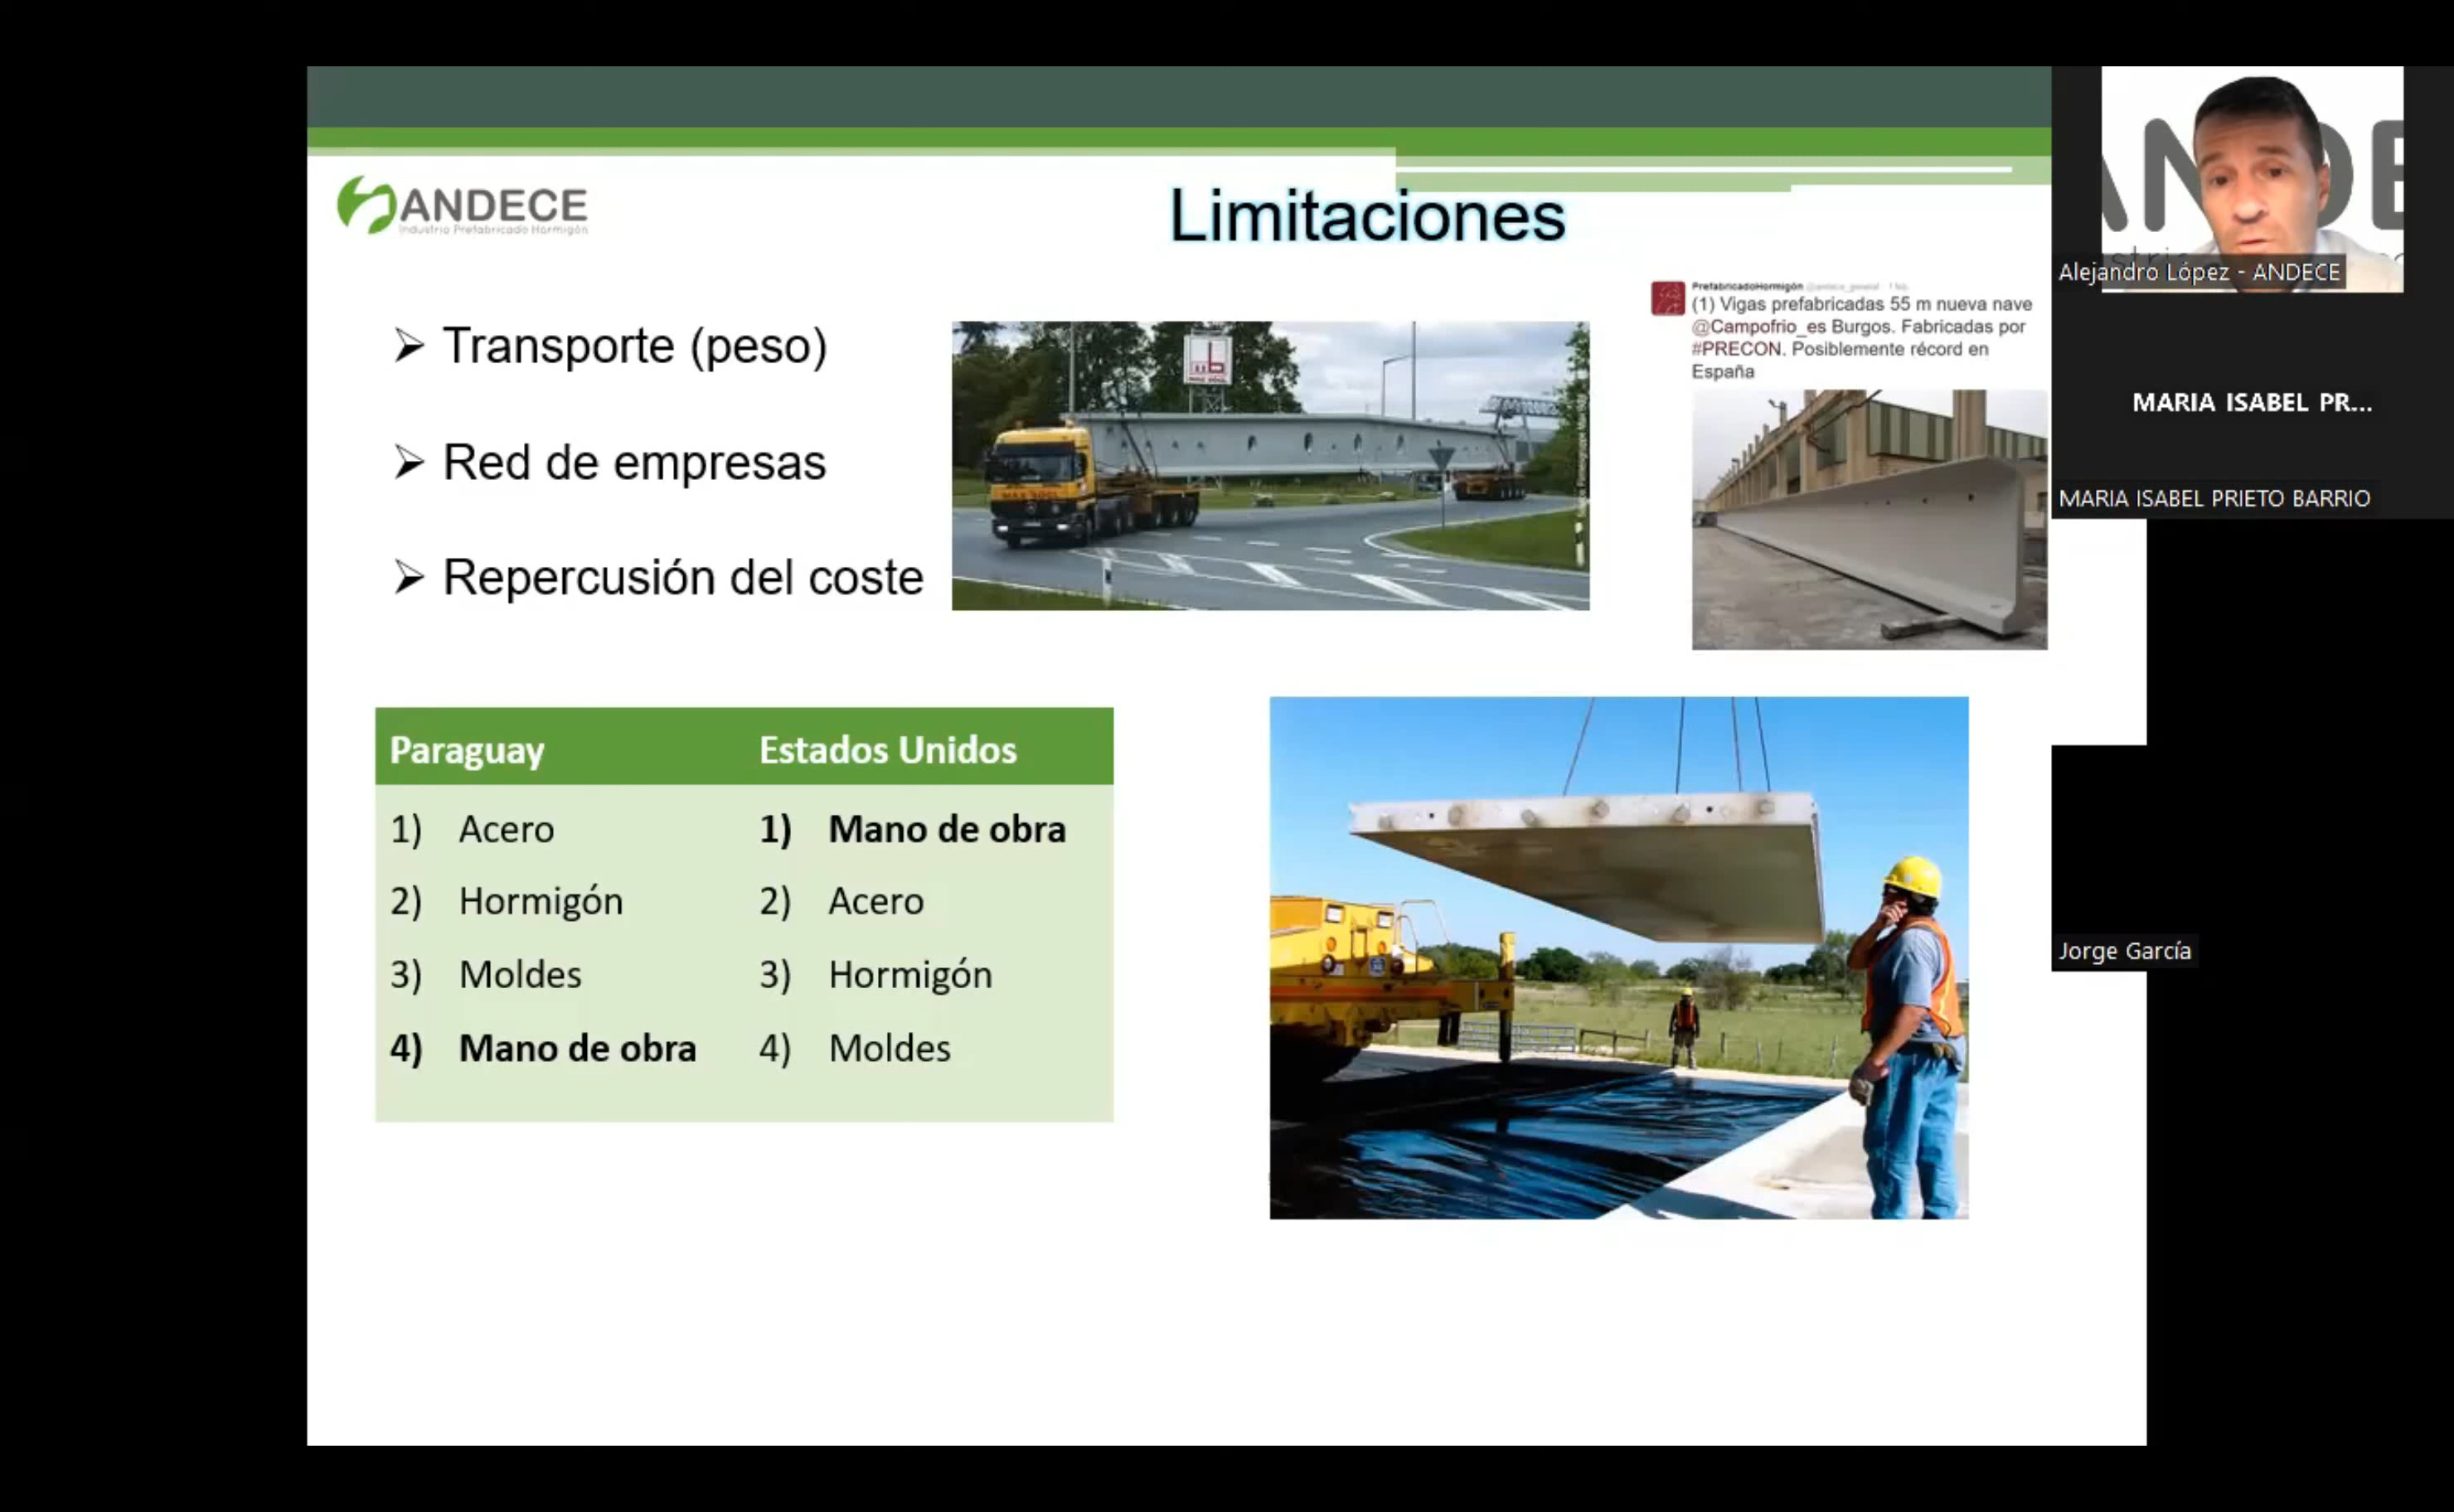 ANDECE
Industria Prefabricado Hormigón
Limitaciones
Transporte (peso)
Red de empresas
Repercusión del coste
PrefabricadoHormigón
(1) Vigas prefabricadas 55 m nueva nave
@Campofrio_es Burgos. Fabricadas por
#PRECON. Posiblemente récord en
España
Paraguay Estados Unidos
1) Acero 1) Mano de obra
2) Hormigón 2) Acero
3) Moldes 3) Hormigón
4) Mano de obra 4) Moldes
Alejandro López - ANDECE
MARIA ISABEL PR...
MARIA ISABEL PRIETO BARRIO
Jorge García